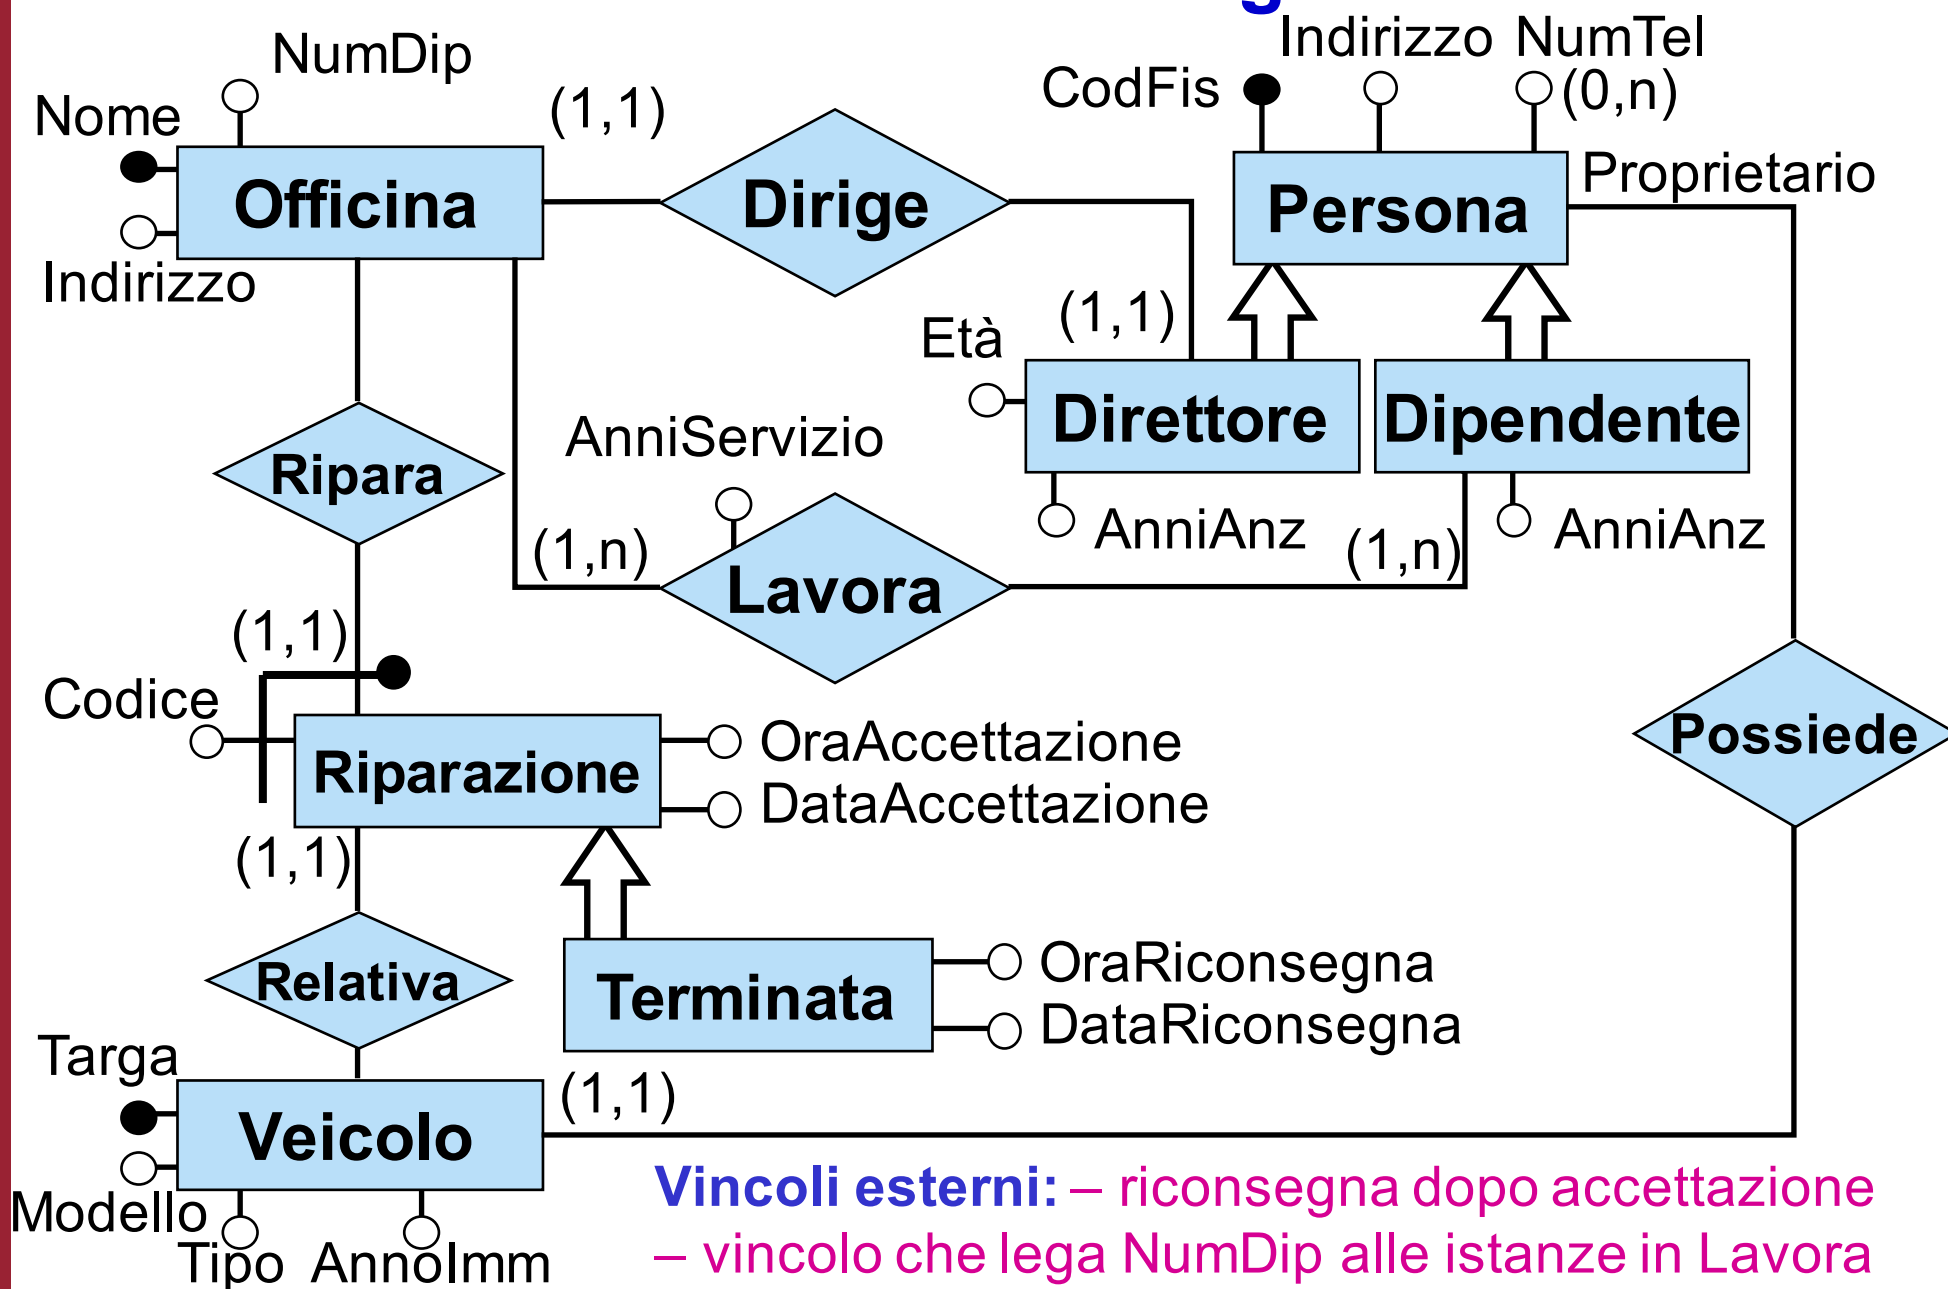 Indirizzo NumTel
NumDip
CodFis
(0,n)
(1,1)
Nome
Proprietario
Officina
Dirige
Persona
Indirizzo
(1,1)
Età
Direttore
Dipendente
AnniServizio
Ripara
AnniAnz
AnniAnz
(1,n)
(1,n)
Lavora
(1,1)
Codice
OraAccettazione
Possiede
Riparazione
DataAccettazione
(1,1)
OraRiconsegna
Relativa
Terminata
DataRiconsegna
Targa
(1,1)
Veicolo
Vincoli esterni: – riconsegna dopo accettazione
Modello
Tipo AnnoImm
– vincolo che lega NumDip alle istanze in Lavora